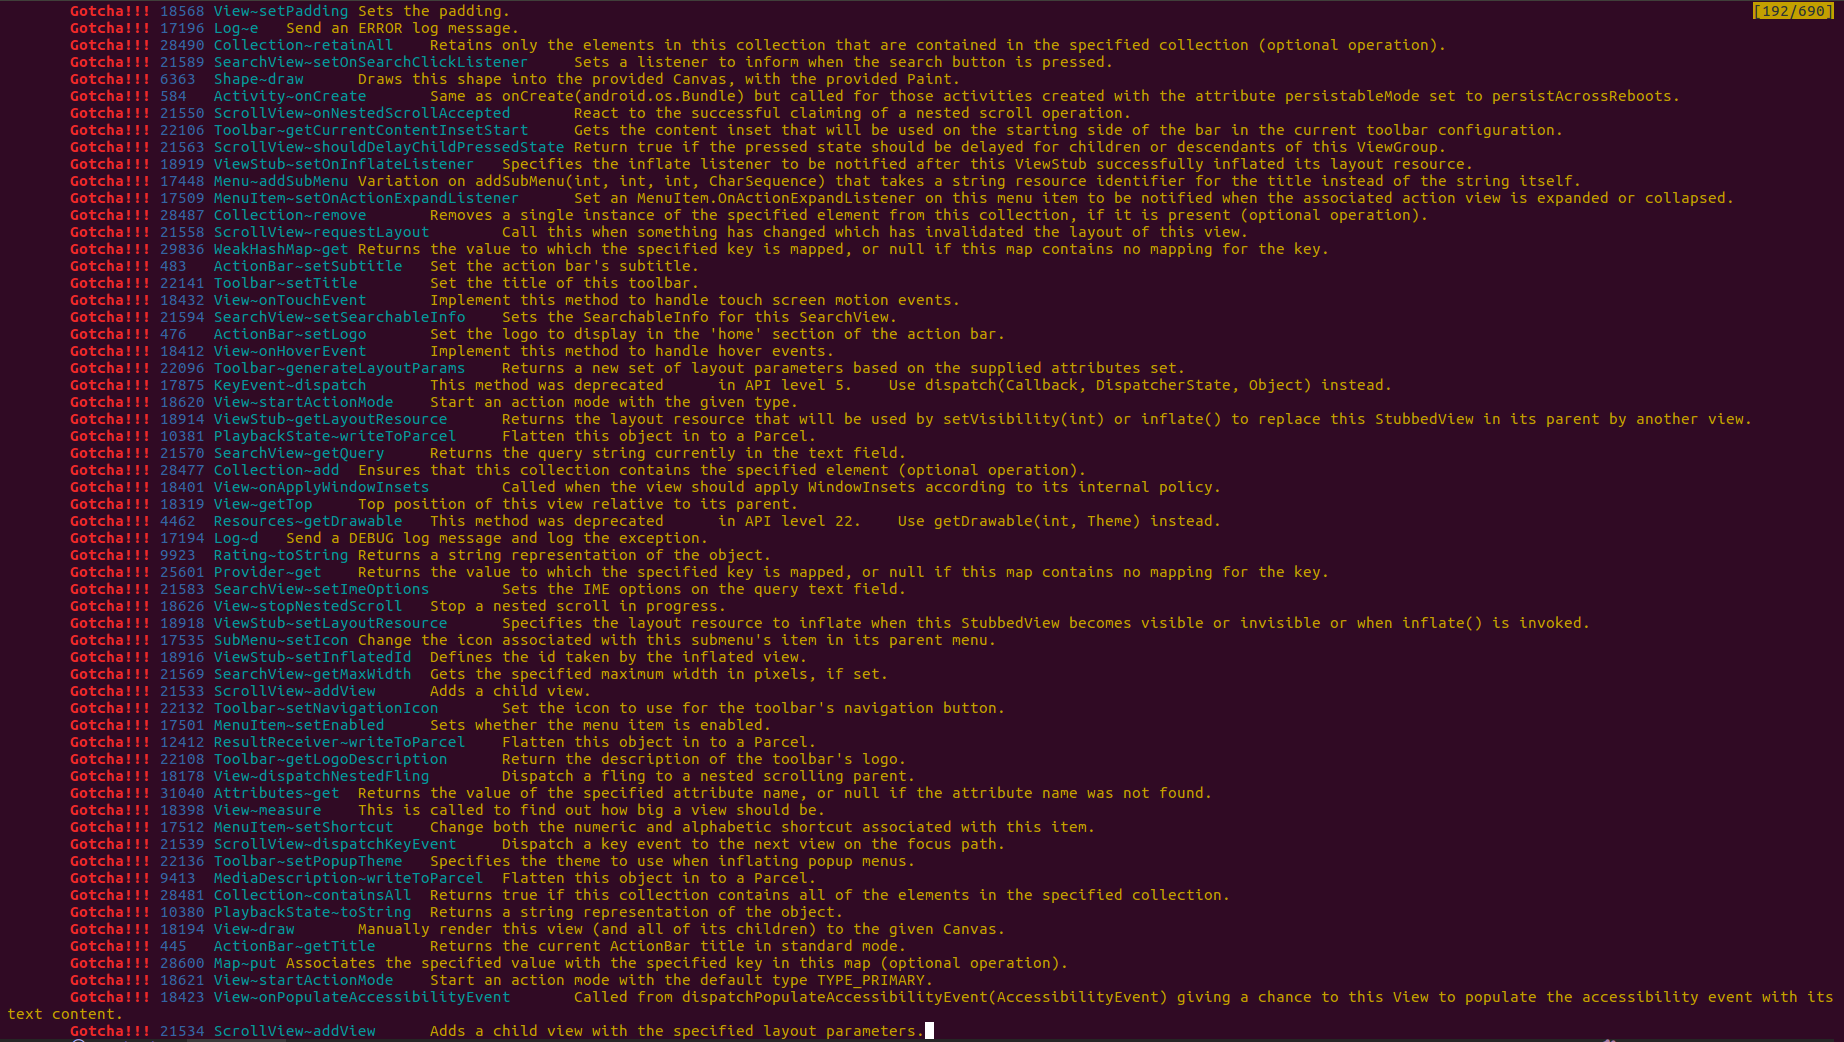 Gotcha!!! 18568 View~setPadding Sets the padding.
[192/690]
Gotcha!!! 17196 Log~e Send an ERROR log message.
Gotcha!!! 28490 Collection~retainAll Retains only the elements in this collection that are contained in the specified collection (optional operation).
Gotcha!!! 21589 SearchView~setOnSearchClickListener Sets a listener to inform when the search button is pressed.
Gotcha!!! 6363 Shape~draw Draws this shape into the provided Canvas, with the provided Paint.
Gotcha!!! 584 Activity~onCreate Same as onCreate(android.os.Bundle) but called for those activities created with the attribute persistableMode set to persistAcrossReboots.
Gotcha!!! 21550 ScrollView~onNestedScrollAccepted React to the successful claiming of a nested scroll operation.
Gotcha!!! 22106 Toolbar~getCurrentContentInsetStart Gets the content inset that will be used on the starting side of the bar in the current toolbar configuration.
Gotcha!!! 21563 ScrollView~shouldDelayChildPressedState Return true if the pressed state should be delayed for children or descendants of this ViewGroup.
Gotcha!!! 18919 ViewStub~setOnInflateListener Specifies the inflate listener to be notified after this ViewStub successfully inflated its layout resource.
Gotcha!!! 17448 Menu~addSubMenu Variation on addSubMenu(int, int, int, CharSequence) that takes a string resource identifier for the title instead of the string itself.
Gotcha!!! 17509 MenuItem~setOnActionExpandListener Set an MenuItem.OnActionExpandListener on this menu item to be notified when the associated action view is expanded or collapsed.
Gotcha!!! 28487 Collection~remove Removes a single instance of the specified element from this collection, if it is present (optional operation).
Gotcha!!! 21558 ScrollView~requestLayout Call this when something has changed which has invalidated the layout of this view.
Gotcha!!! 29836 WeakHashMap~get Returns the value to which the specified key is mapped, or null if this map contains no mapping for the key.
Gotcha!!! 483 ActionBar~setSubtitle Set the action bar's subtitle.
Gotcha!!! 22141 Toolbar~setTitle Set the title of this toolbar.
Gotcha!!! 18432 View~onTouchEvent Implement this method to handle touch screen motion events.
Gotcha!!! 21594 SearchView~setSearchableInfo Sets the SearchableInfo for this SearchView.
Gotcha!!! 476 ActionBar~setLogo Set the logo to display in the 'home' section of the action bar.
Gotcha!!! 18412 View~onHoverEvent Implement this method to handle hover events.
Gotcha!!! 22096 Toolbar~generateLayoutParams Returns a new set of layout parameters based on the supplied attributes set.
Gotcha!!! 17875 KeyEvent~dispatch This method was deprecated in API level 5. Use dispatch(Callback, DispatcherState, Object) instead.
Gotcha!!! 18620 View~startActionMode Start an action mode with the given type.
Gotcha!!! 18914 ViewStub~getLayoutResource Returns the layout resource that will be used by setVisibility(int) or inflate() to replace this StubbedView in its parent by another view.
Gotcha!!! 10381 PlaybackState~writeToParcel Flatten this object in to a Parcel.
Gotcha!!! 21570 SearchView~getQuery Returns the query string currently in the text field.
Gotcha!!! 28477 Collection~add Ensures that this collection contains the specified element (optional operation).
Gotcha!!! 18401 View~onApplyWindowInsets Called when the view should apply WindowInsets according to its internal policy.
Gotcha!!! 18319 View~getTop Top position of this view relative to its parent.
Gotcha!!! 4462 Resources~getDrawable This method was deprecated in API level 22. Use getDrawable(int, Theme) instead.
Gotcha!!! 17194 Log~d Send a DEBUG log message and log the exception.
Gotcha!!! 9923 Rating~toString Returns a string representation of the object.
Gotcha!!! 25601 Provider~get Returns the value to which the specified key is mapped, or null if this map contains no mapping for the key.
Gotcha!!! 21583 SearchView~setImeOptions Sets the IME options on the query text field.
Gotcha!!! 18626 View~stopNestedScroll Stop a nested scroll in progress.
Gotcha!!! 18918 ViewStub~setLayoutResource Specifies the layout resource to inflate when this StubbedView becomes visible or invisible or when inflate() is invoked.
Gotcha!!! 17535 SubMenu~setIcon Change the icon associated with this submenu's item in its parent menu.
Gotcha!!! 18916 ViewStub~setInflatedId Defines the id taken by the inflated view.
Gotcha!!! 21569 SearchView~getMaxWidth Gets the specified maximum width in pixels, if set.
Gotcha!!! 21533 ScrollView~addView Adds a child view.
Gotcha!!! 22132 Toolbar~setNavigationIcon Set the icon to use for the toolbar's navigation button.
Gotcha!!! 17501 MenuItem~setEnabled Sets whether the menu item is enabled.
Gotcha!!! 12412 ResultReceiver~writeToParcel Flatten this object in to a Parcel.
Gotcha!!! 22108 Toolbar~getLogoDescription Return the description of the toolbar's logo.
Gotcha!!! 18178 View~dispatchNestedFling Dispatch a fling to a nested scrolling parent.
Gotcha!!! 31040 Attributes~get Returns the value of the specified attribute name, or null if the attribute name was not found.
Gotcha!!! 18398 View~measure This is called to find out how big a view should be.
Gotcha!!! 17512 MenuItem~setShortcut Change both the numeric and alphabetic shortcut associated with this item.
Gotcha!!! 21539 ScrollView~dispatchKeyEvent Dispatch a key event to the next view on the focus path.
Gotcha!!! 22136 Toolbar~setPopupTheme Specifies the theme to use when inflating popup menus.
Gotcha!!! 9413 MediaDescription~writeToParcel Flatten this object in to a Parcel.
Gotcha!!! 28481 Collection~containsAll Returns true if this collection contains all of the elements in the specified collection.
Gotcha!!! 10380 PlaybackState~toString Returns a string representation of the object.
Gotcha!!! 18194 View~draw Manually render this view (and all of its children) to the given Canvas.
Gotcha!!! 445 ActionBar~getTitle Returns the current ActionBar title in standard mode.
Gotcha!!! 28600 Map~put Associates the specified value with the specified key in this map (optional operation).
Gotcha!!! 18621 View~startActionMode Start an action mode with the default type TYPE_PRIMARY.
Gotcha!!! 18423 View~onPopulateAccessibilityEvent Called from dispatchPopulateAccessibilityEvent(AccessibilityEvent) giving a chance to this View to populate the accessibility event with its
text content.
Gotcha!!! 21534 ScrollView~addView Adds a child view with the specified layout parameters.